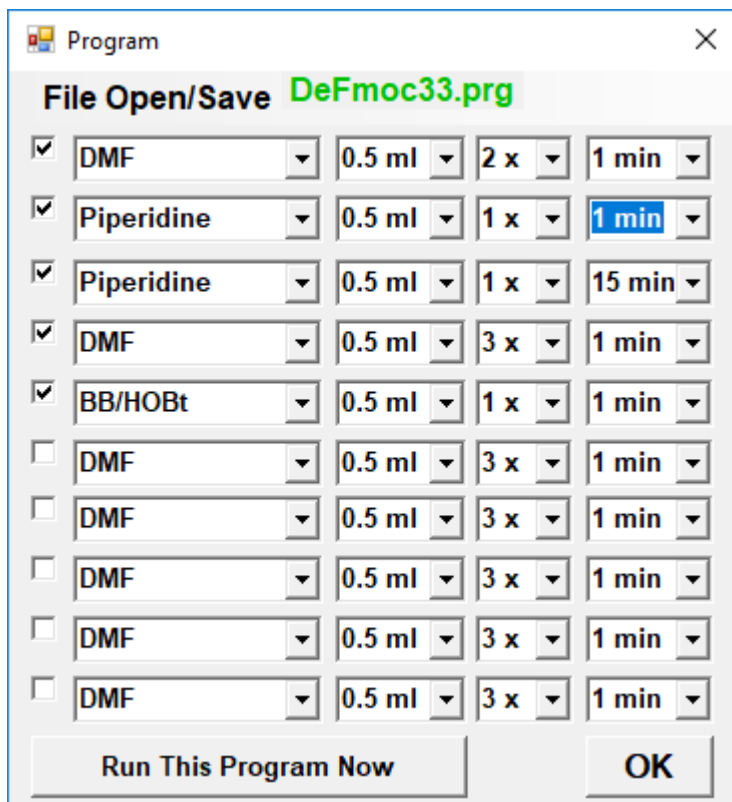 Program
File Open/Save DeFmoc33.prg
DMF 0.5 ml 2 x 1 min
Piperidine 0.5 ml 1 x 1 min
Piperidine 0.5 ml 1 x 15 min
DMF 0.5 ml 3 x 1 min
BB/HOBt 0.5 ml 1 x 1 min
DMF 0.5 ml 3 x 1 min
DMF 0.5 ml 3 x 1 min
DMF 0.5 ml 3 x 1 min
DMF 0.5 ml 3 x 1 min
DMF 0.5 ml 3 x 1 min
Run This Program Now OK